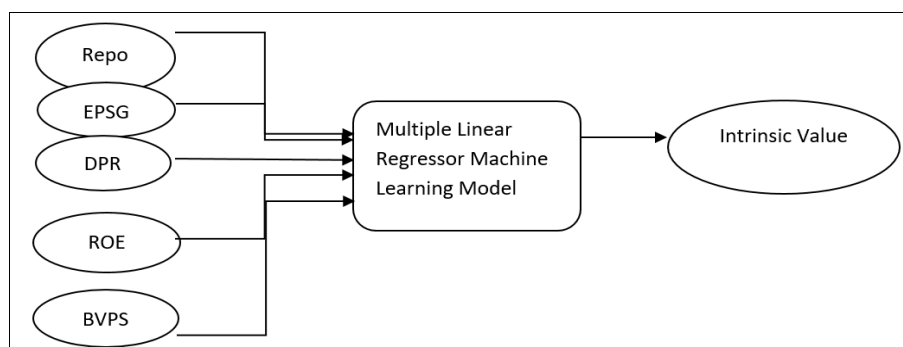 Repo
EPSG
DPR
ROE
BVPS
Multiple Linear
Regressor Machine
Learning Model
Intrinsic Value